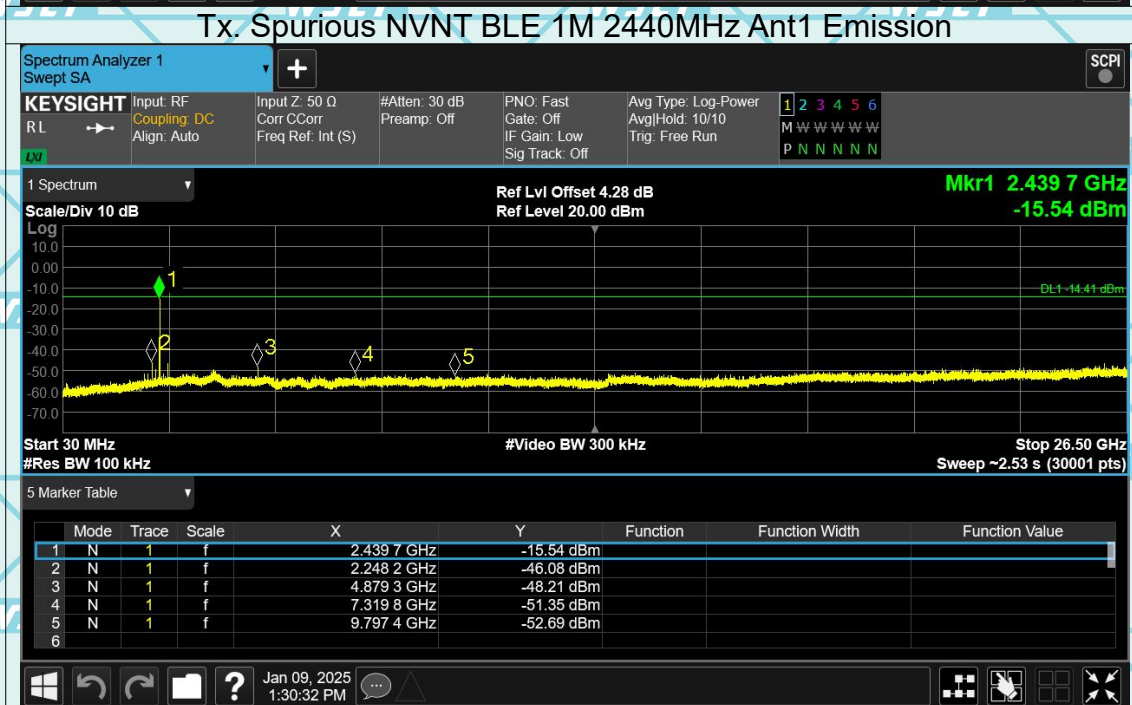 Tx. Spurious NVNT BLE 1M 2440MHz Ant1 Emission
Spectrum Analyzer 1
Swept SA
+
SCPI
KEYSIGHT Input: RF Input Z: 50 Ω #Atten: 30 dB PNO: Fast Avg Type: Log-Power 1 2 3 4 5 6
RL Coupling: DC Corr CCorr Preamp: Off Gate: Off Avg|Hold: 10/10 M W W W W W
Align: Auto Freq Ref: Int (S) IF Gain: Low Trig: Free Run P N N N N N
LXI Sig Track: Off
1 Spectrum Ref Lvl Offset 4.28 dB Mkr1 2.439 7 GHz
Scale/Div 10 dB Ref Level 20.00 dBm -15.54 dBm
Log
10.0
0.00
1
-10.0 DL1 -14.41 dBm
-20.0
-30.0
-40.0 2 3 4 5
-50.0
-60.0
-70.0
Start 30 MHz #Video BW 300 kHz Stop 26.50 GHz
#Res BW 100 kHz Sweep ~2.53 s (30001 pts)
5 Marker Table
Mode Trace Scale X Y Function Function Width Function Value
1 N 1 f 2.439 7 GHz -15.54 dBm
2 N 1 f 2.248 2 GHz -46.08 dBm
3 N 1 f 4.879 3 GHz -48.21 dBm
4 N 1 f 7.319 8 GHz -51.35 dBm
5 N 1 f 9.797 4 GHz -52.69 dBm
6
? Jan 09, 2025
1:30:32 PM